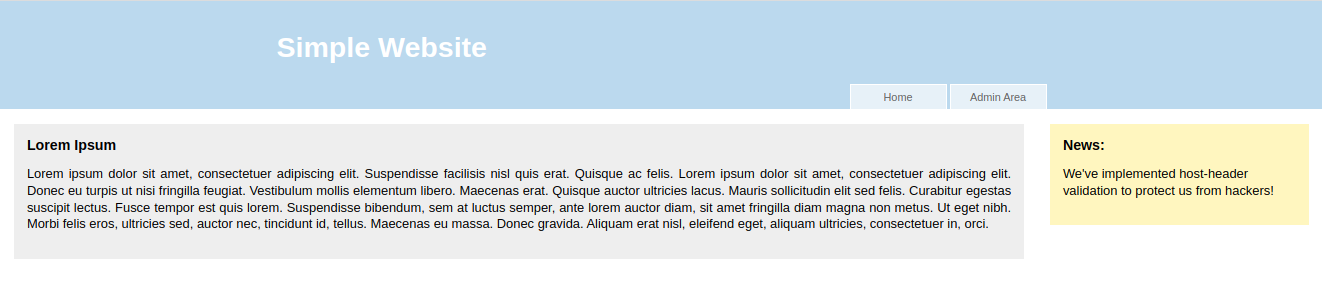 Simple Website
Home
Admin Area
Lorem Ipsum
Lorem ipsum dolor sit amet, consectetuer adipiscing elit. Suspendisse facilisis nisl quis erat. Quisque ac felis. Lorem ipsum dolor sit amet, consectetuer adipiscing elit.
Donec eu turpis ut nisi fringilla feugiat. Vestibulum mollis elementum libero. Maecenas erat. Quisque auctor ultricies lacus. Mauris sollicitudin elit sed felis. Curabitur egestas
suscipit lectus. Fusce tempor est quis lorem. Suspendisse bibendum, sem at luctus semper, ante lorem auctor diam, sit amet fringilla diam magna non metus. Ut eget nibh.
Morbi felis eros, ultricies sed, auctor nec, tincidunt id, tellus. Maecenas eu massa. Donec gravida. Aliquam erat nisl, eleifend eget, aliquam ultricies, consectetuer in, orci.
News:
We've implemented host-header
validation to protect us from hackers!